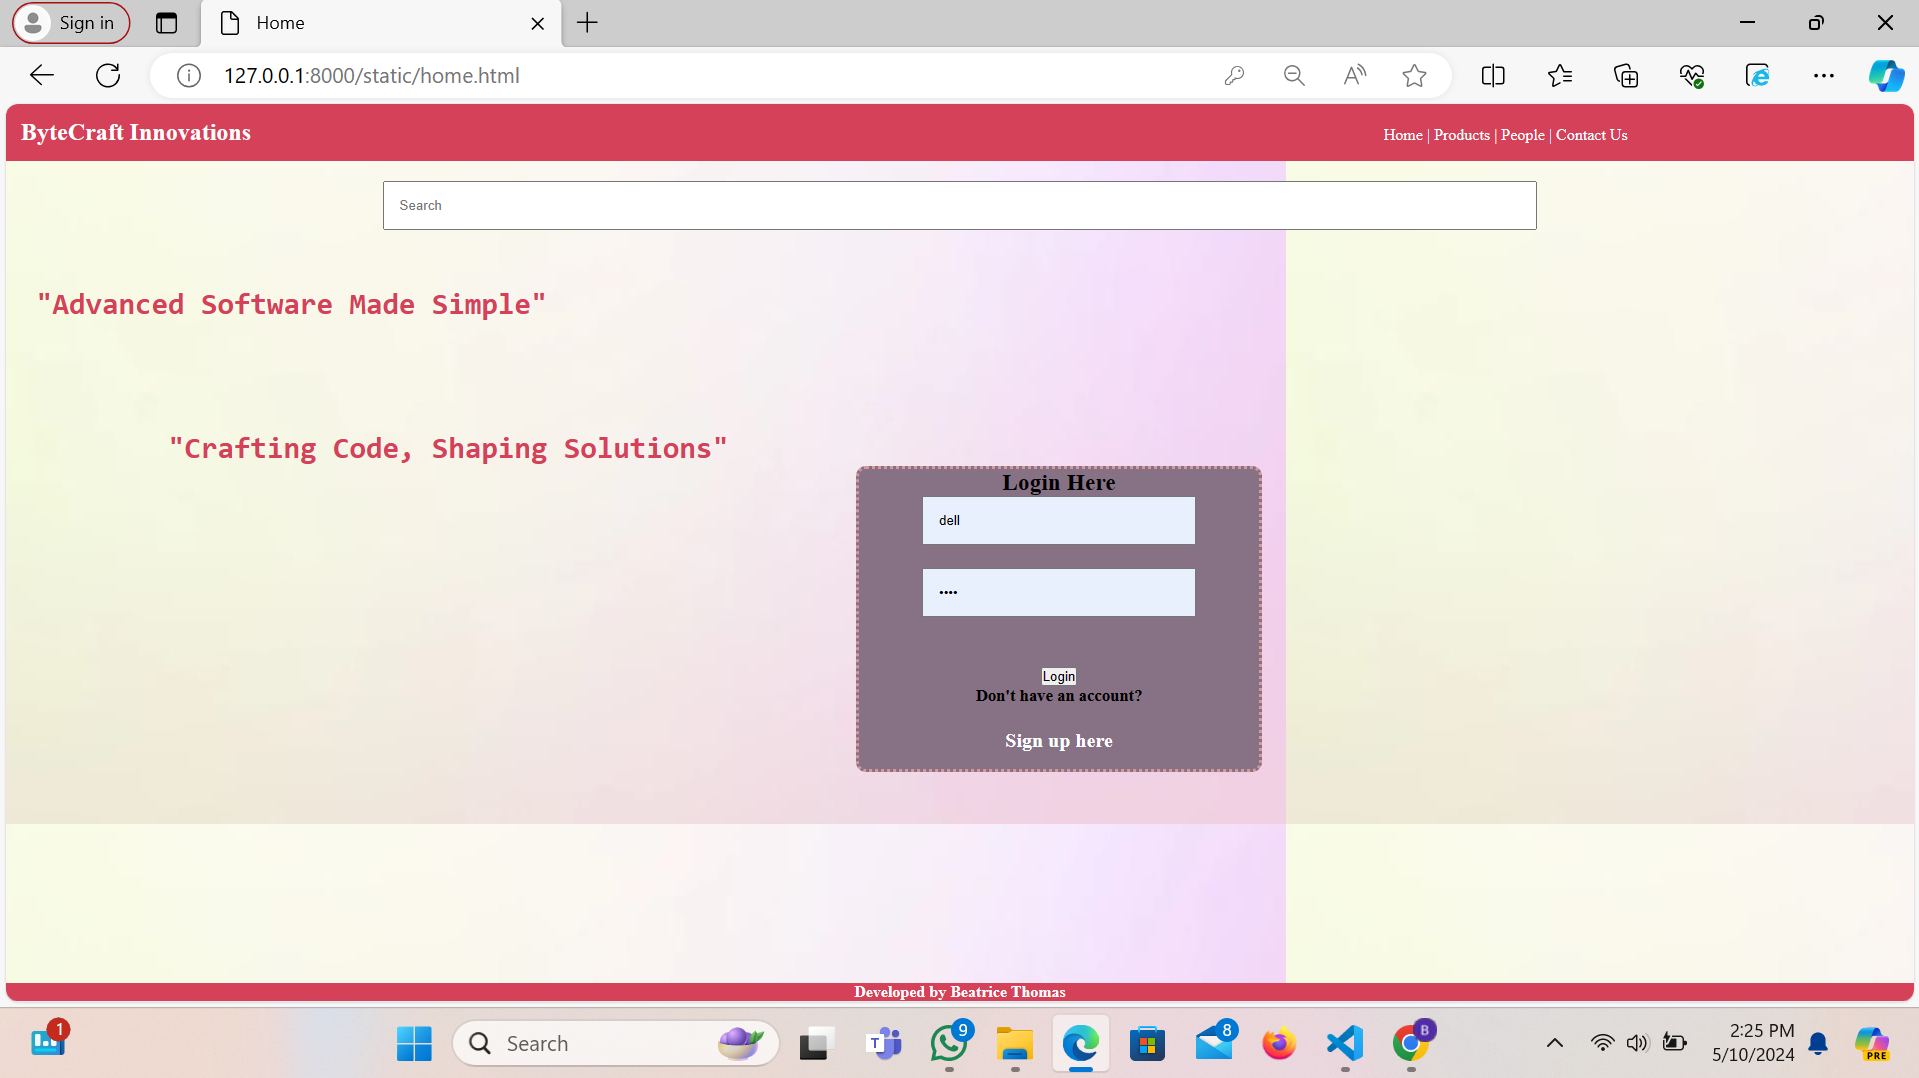 Sign in
Home
127.0.0.1:8000/static/home.html
ByteCraft Innovations
Home | Products | People | Contact Us
Search
"Advanced Software Made Simple"
"Crafting Code, Shaping Solutions"
Login Here
dell
••••
Login
Don't have an account?
Sign up here
Developed by Beatrice Thomas
1
Search
T
9
8
B
2:25 PM
5/10/2024
PRE